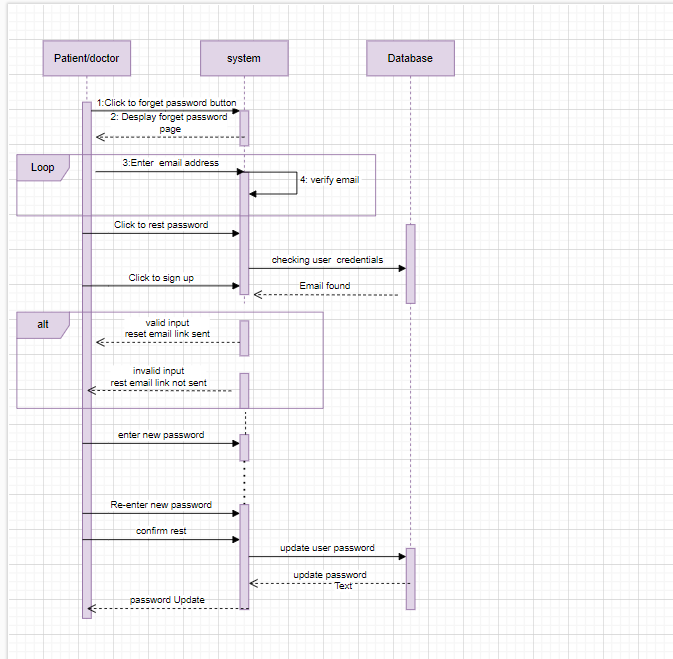 Patient/doctor
system
Database
1:Click to forget password button
2: Desplay forget password
page
Loop
3:Enter email address
4: verify email
Click to rest password
checking user credentials
Click to sign up
Email found
alt
valid input
reset email link sent
invalid input
rest email link not sent
enter new password
Re-enter new password
confirm rest
update user password
update password
Text
password Update